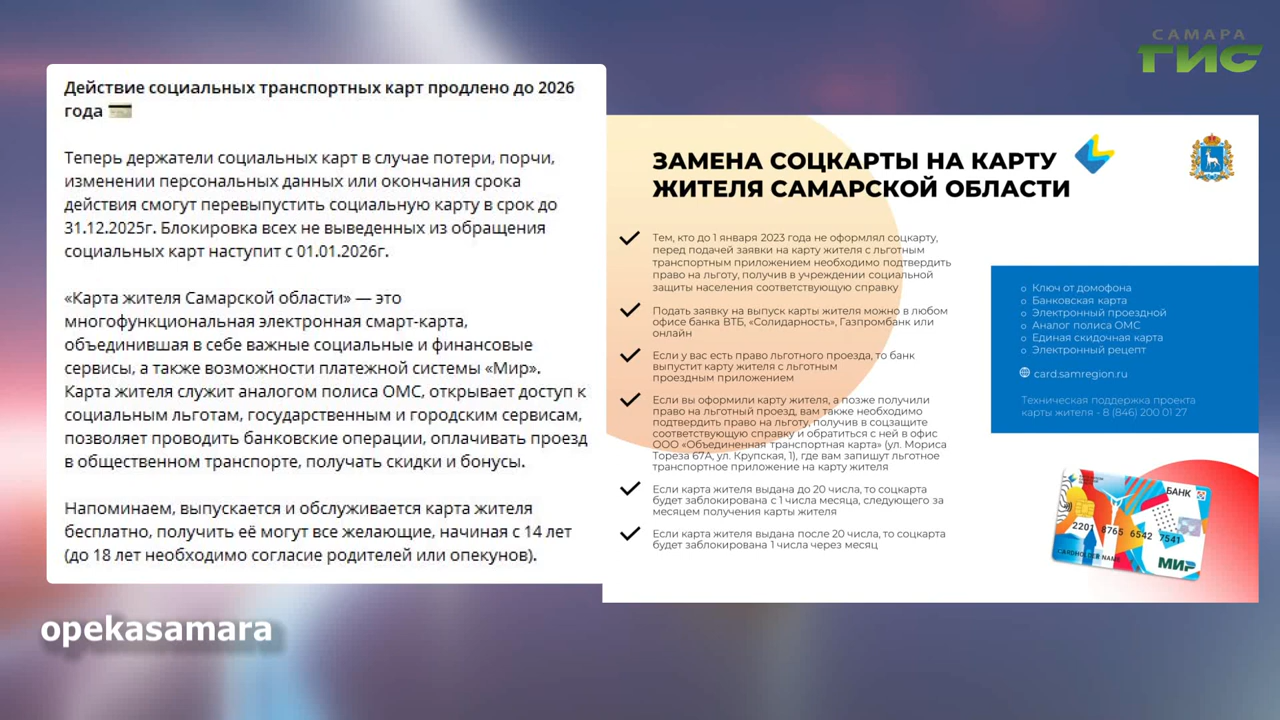 САМАРА
ГИС
Действие социальных транспортных карт продлено до 2026
года
Теперь держатели социальных карт в случае потери, порчи,
изменении персональных данных или окончания срока
действия смогут перевыпустить социальную карту в срок до
31.12.2025г. Блокировка всех не выведенных из обращения
социальных карт наступит с 01.01.2026г.
«Карта жителя Самарской области» — это
многофункциональная электронная смарт-карта,
объединившая в себе важные социальные и финансовые
сервисы, а также возможности платежной системы «Мир».
Карта жителя служит аналогом полиса ОМС, открывает доступ к
социальным льготам, государственным и городским сервисам,
позволяет проводить банковские операции, оплачивать проезд
в общественном транспорте, получать скидки и бонусы.
Напоминаем, выпускается и обслуживается карта жителя
бесплатно, получить её могут все желающие, начиная с 14 лет
(до 18 лет необходимо согласие родителей или опекунов).
opekasamara
ЗАМЕНА СОЦКАРТЫ НА КАРТУ
ЖИТЕЛЯ САМАРСКОЙ ОБЛАСТИ
Тем, кто до 1 января 2023 года не оформлял соцкарту,
перед подачей заявки на карту жителя с льготным
транспортным приложением необходимо подтвердить
право на льготу, получив в учреждении социальной
защиты населения соответствующую справку
Подать заявку на выпуск карты жителя можно в любом
офисе банка ВТБ, «Солидарность», Газпромбанк или
онлайн
Если у вас есть право льготного проезда, то банк
выпустит карту жителя с льготным
проездным приложением
Если вы оформили карту жителя, а позже получили
право на льготный проезд, вам также необходимо
подтвердить право на льготу, получив в соцзащите
соответствующую справку и обратиться с ней в офис
ООО «Объединенная транспортная карта» (ул. Мориса
Тореза 67А, ул. Крупская, 1), где вам запишут льготное
транспортное приложение на карту жителя
Если карта жителя выдана до 20 числа, то соцкарта
будет заблокирована с 1 числа месяца, следующего за
месяцем получения карты жителя
Если карта жителя выдана после 20 числа, то соцкарта
будет заблокирована 1 числа через месяц
Ключ от домофона
Банковская карта
Электронный проездной
Аналог полиса ОМС
Единая скидочная карта
Электронный рецепт
card.samregion.ru
Техническая поддержка проекта
карты жителя - 8 (846) 200 01 27
БАНК
2201 8765 6542 7541
CARDHOLDER NAME
МИР